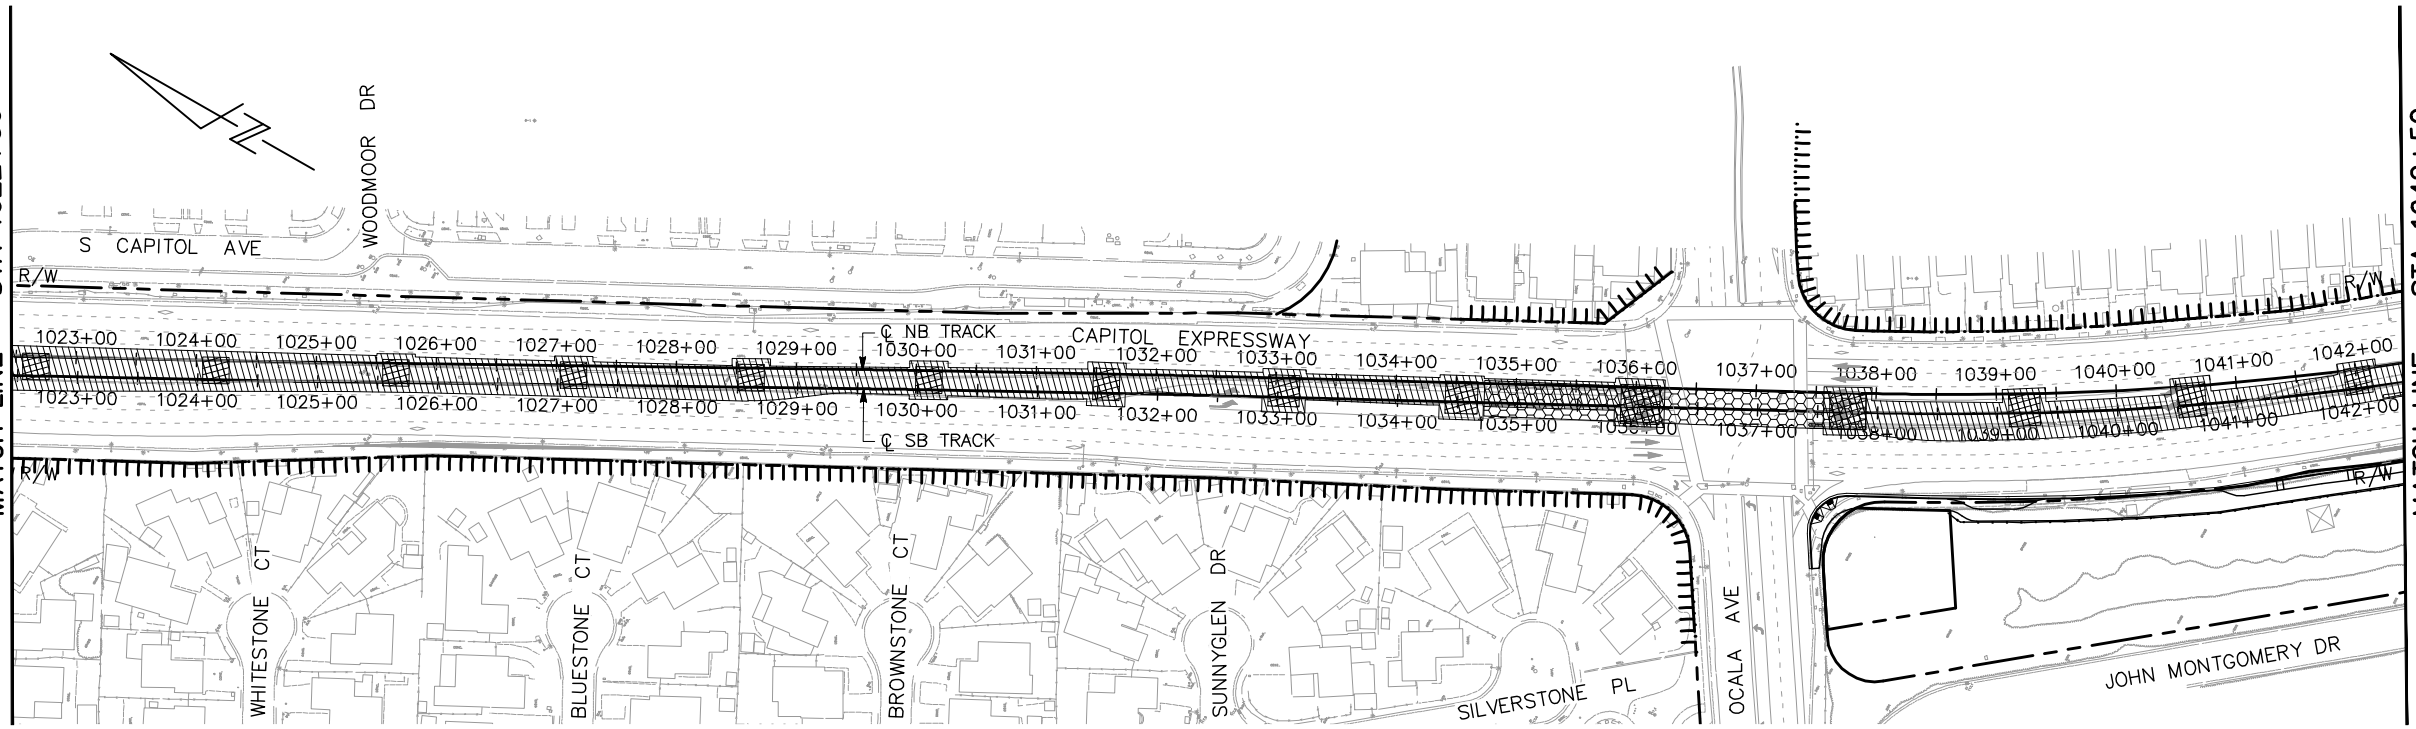 WOODMOOR DR
S CAPITOL AVE
R/W
R/W
℄ NB TRACK
CAPITOL EXPRESSWAY
1023+00 1024+00 1025+00 1026+00 1027+00 1028+00 1029+00 1030+00 1031+00 1032+00 1033+00 1034+00 1035+00 1036+00 1037+00 1038+00 1039+00 1040+00 1041+00 1042+00
1023+00 1024+00 1025+00 1026+00 1027+00 1028+00 1029+00 1030+00 1031+00 1032+00 1033+00 1034+00 1035+00 1036+00 1037+00 1038+00 1039+00 1040+00 1041+00 1042+00
℄ SB TRACK
R/W
R/W
WHITESTONE CT
BLUESTONE CT
BROWNSTONE CT
SUNNYGLEN DR
SILVERSTONE PL
OCALA AVE
JOHN MONTGOMERY DR